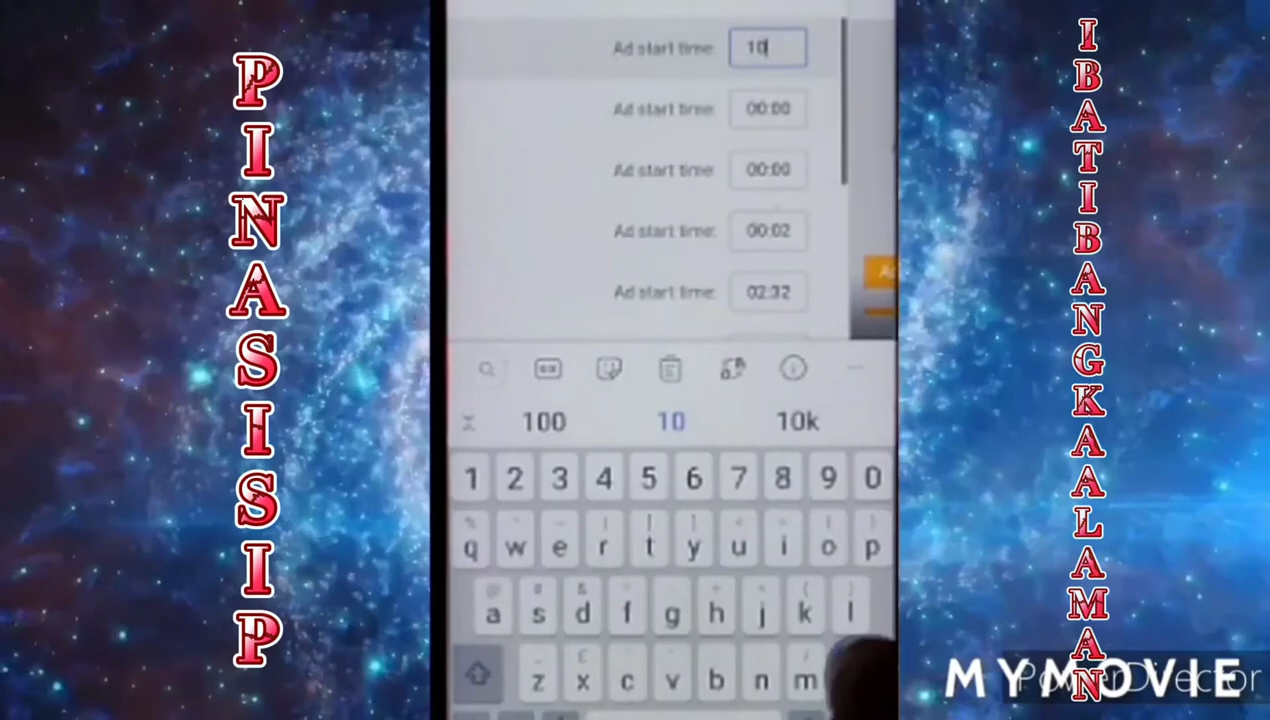 PINASISIP
IBATIBANGKAALAMAN
Ad start time: 10
Ad start time: 00:00
Ad start time: 00:00
Ad start time: 00:02
Ad start time: 02:32
GIF
100 10 10k
1 2 3 4 5 6 7 8 9 0
q w e r t y u i o p
a s d f g h j k l
z x c v b n m
MYMOVIE
PowerDirector